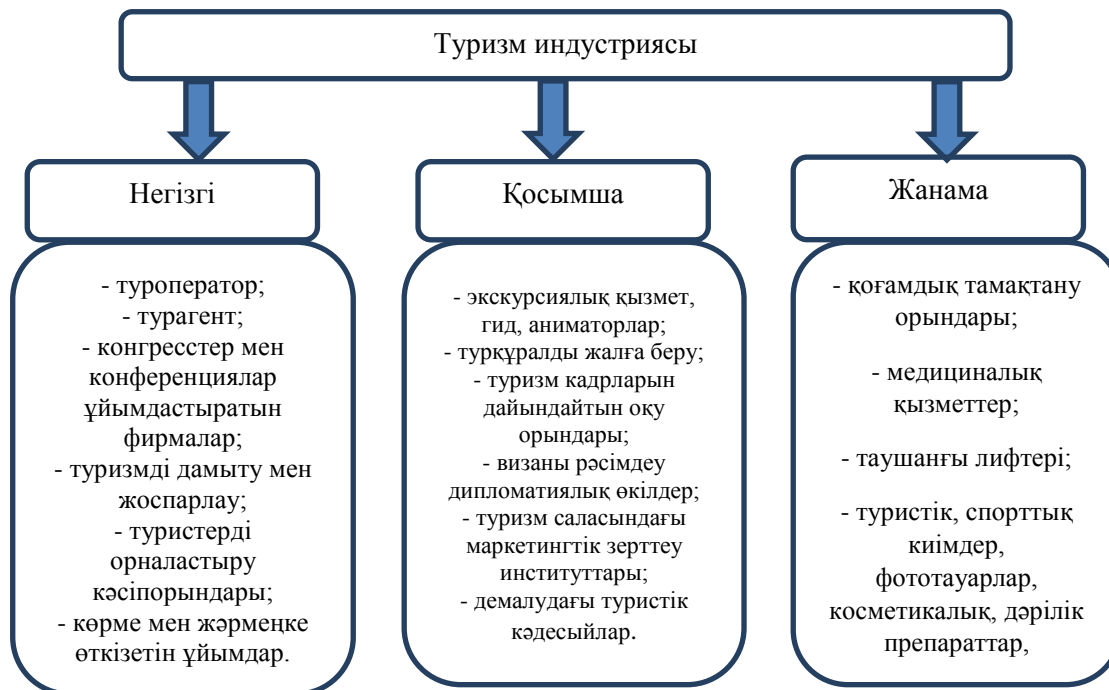 Туризм индустриясы
Негізгі
- туроператор;
- турагент;
- конгресстер мен
конференциялар
ұйымдастыратын
фирмалар;
- туризмді дамыту мен
жоспарлау;
- туристерді
орналастыру
кәсіпорындары;
- көрме мен жәрмеңке
өткізетін ұйымдар.
Қосымша
- экскурсиялық қызмет,
гид, аниматорлар;
- турқұралды жалға беру;
- туризм кадрларын
дайындайтын оқу
орындары;
- визаны рәсімдеу
дипломатиялық өкілдер;
- туризм саласындағы
маркетингтік зерттеу
институттары;
- демалудағы туристік
кәдесыйлар.
Жанама
- қоғамдық тамақтану
орындары;
- медициналық
қызметтер;
- таушанғы лифтері;
- туристік, спорттық
киімдер,
фототауарлар,
косметикалық, дәрілік
препараттар,